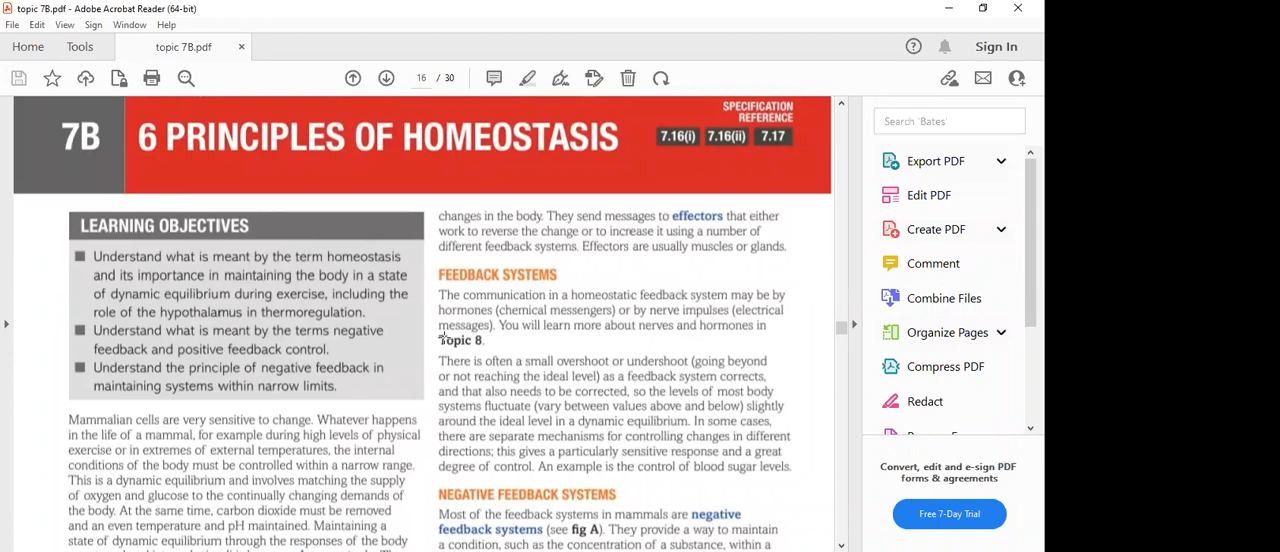 topic 7B.pdf - Adobe Acrobat Reader (64-bit)
File Edit View Sign Window Help
Home Tools topic 7B.pdf Sign In
16 / 30
7B 6 PRINCIPLES OF HOMEOSTASIS
SPECIFICATION
REFERENCE
7.16(i) 7.16(ii) 7.17
LEARNING OBJECTIVES
Understand what is meant by the term homeostasis
and its importance in maintaining the body in a state
of dynamic equilibrium during exercise, including the
role of the hypothalamus in thermoregulation.
Understand what is meant by the terms negative
feedback and positive feedback control.
Understand the principle of negative feedback in
maintaining systems within narrow limits.
Mammalian cells are very sensitive to change. Whatever happens
in the life of a mammal, for example during high levels of physical
exercise or in extremes of external temperatures, the internal
conditions of the body must be controlled within a narrow range.
This is a dynamic equilibrium and involves matching the supply
of oxygen and glucose to the continually changing demands of
the body. At the same time, carbon dioxide must be removed
and an even temperature and pH maintained. Maintaining a
state of dynamic equilibrium through the responses of the body
changes in the body. They send messages to effectors that either
work to reverse the change or to increase it using a number of
different feedback systems. Effectors are usually muscles or glands.
FEEDBACK SYSTEMS
The communication in a homeostatic feedback system may be by
hormones (chemical messengers) or by nerve impulses (electrical
messages). You will learn more about nerves and hormones in
Topic 8.
There is often a small overshoot or undershoot (going beyond
or not reaching the ideal level) as a feedback system corrects,
and that also needs to be corrected, so the levels of most body
systems fluctuate (vary between values above and below) slightly
around the ideal level in a dynamic equilibrium. In some cases,
there are separate mechanisms for controlling changes in different
directions; this gives a particularly sensitive response and a great
degree of control. An example is the control of blood sugar levels.
NEGATIVE FEEDBACK SYSTEMS
Most of the feedback systems in mammals are negative
feedback systems (see fig A). They provide a way to maintain
a condition, such as the concentration of a substance, within a
Search 'Bates'
Export PDF
Edit PDF
Create PDF
Comment
Combine Files
Organize Pages
Compress PDF
Redact
Convert, edit and e-sign PDF
forms & agreements
Free 7-Day Trial